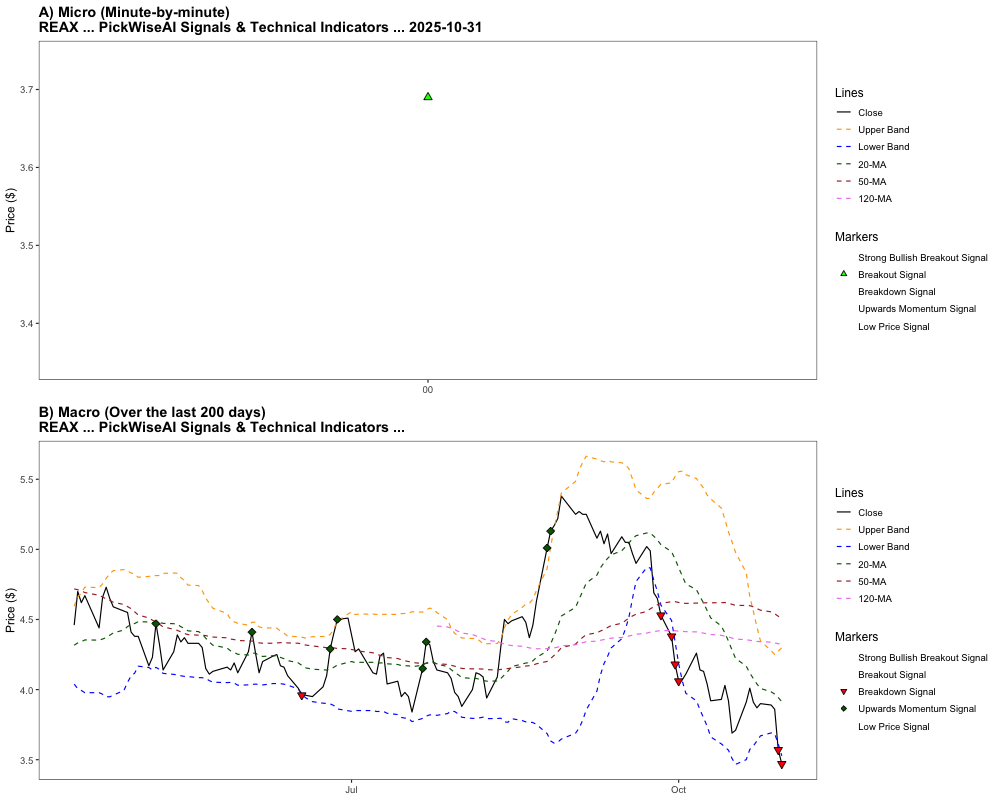 A) Micro (Minute-by-minute)
REAX ... PickWiseAI Signals & Technical Indicators ... 2025-10-31
Price ($)
3.7
3.6
3.5
3.4
00
Lines
Close
Upper Band
Lower Band
20-MA
50-MA
120-MA
Markers
Strong Bullish Breakout Signal
Breakout Signal
Breakdown Signal
Upwards Momentum Signal
Low Price Signal
B) Macro (Over the last 200 days)
REAX ... PickWiseAI Signals & Technical Indicators ...
Price ($)
5.5
5.0
4.5
4.0
3.5
Jul
Oct
Lines
Close
Upper Band
Lower Band
20-MA
50-MA
120-MA
Markers
Strong Bullish Breakout Signal
Breakout Signal
Breakdown Signal
Upwards Momentum Signal
Low Price Signal